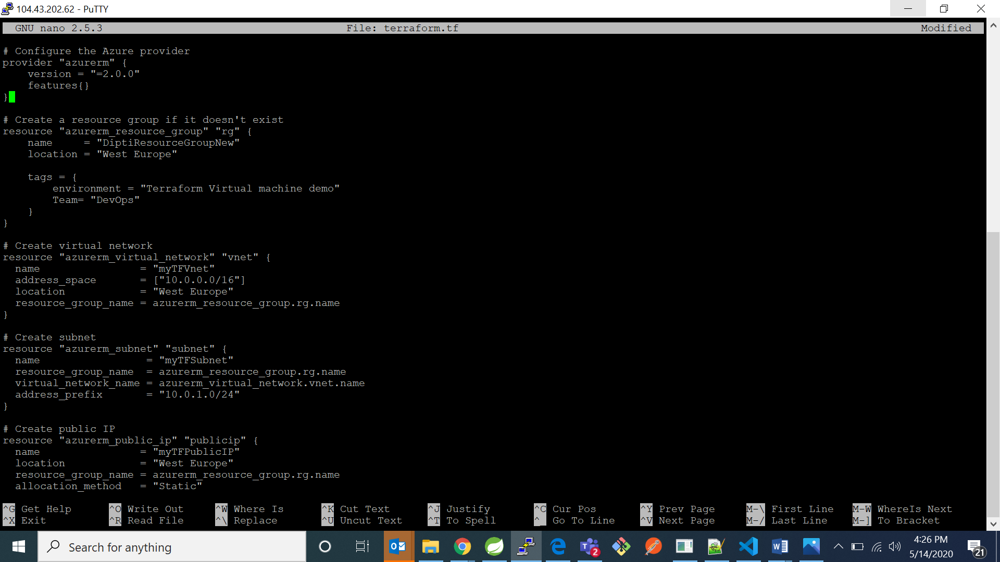 104.43.202.62 - PuTTY
GNU nano 2.5.3 File: terraform.tf Modified
# Configure the Azure provider
provider "azurerm" {
    version = "=2.0.0"
    features{}
}
# Create a resource group if it doesn't exist
resource "azurerm_resource_group" "rg" {
    name     = "DiptiResourceGroupNew"
    location = "West Europe"
    tags = {
        environment = "Terraform Virtual machine demo"
        Team= "DevOps"
    }
}
# Create virtual network
resource "azurerm_virtual_network" "vnet" {
  name                = "myTFVnet"
  address_space       = ["10.0.0.0/16"]
  location            = "West Europe"
  resource_group_name = azurerm_resource_group.rg.name
}
# Create subnet
resource "azurerm_subnet" "subnet" {
  name                 = "myTFSubnet"
  resource_group_name  = azurerm_resource_group.rg.name
  virtual_network_name = azurerm_virtual_network.vnet.name
  address_prefix       = "10.0.1.0/24"
}
# Create public IP
resource "azurerm_public_ip" "publicip" {
  name                = "myTFPublicIP"
  location            = "West Europe"
  resource_group_name = azurerm_resource_group.rg.name
  allocation_method   = "Static"
^G Get Help ^O Write Out ^W Where Is ^K Cut Text ^J Justify ^C Cur Pos ^Y Prev Page M-\ First Line M-W WhereIs Next
^X Exit ^R Read File ^\ Replace ^U Uncut Text ^T To Spell ^_ Go To Line ^V Next Page M-/ Last Line M-] To Bracket
Search for anything
2
4:26 PM
5/14/2020
21